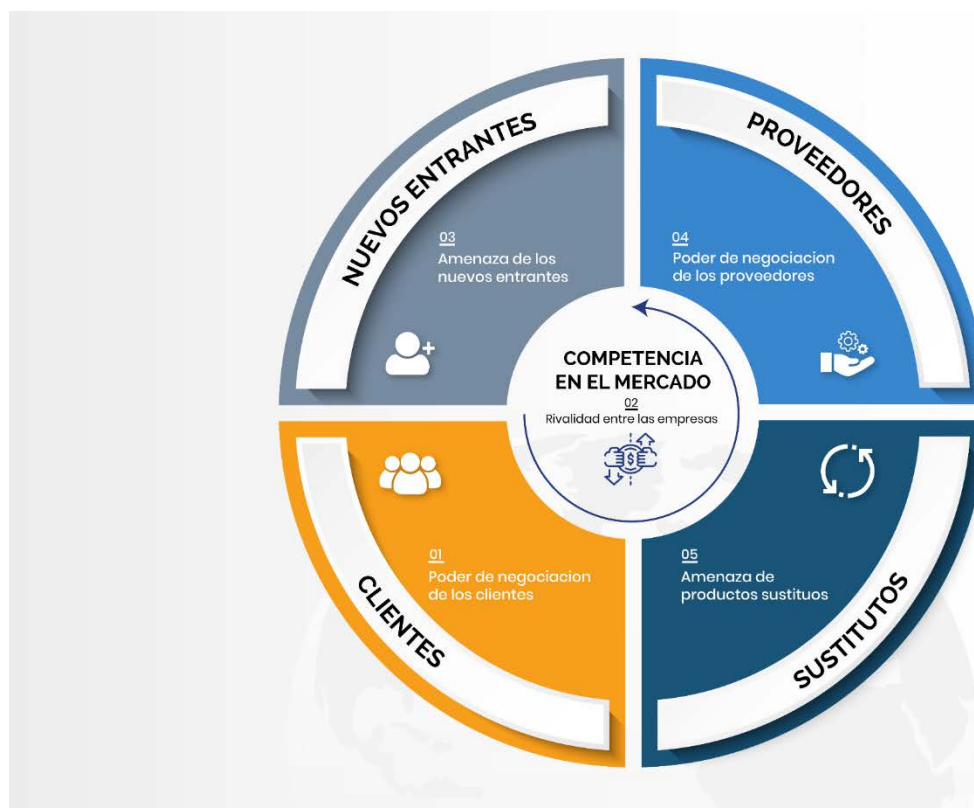 NUEVOS ENTRANTES
03
Amenaza de los
nuevos entrantes
PROVEEDORES
04
Poder de negociacion
de los proveedores
COMPETENCIA
EN EL MERCADO
02
Rivalidad entre las empresas
$
CLIENTES
01
Poder de negociacion
de los clientes
SUSTITUTOS
05
Amenaza de
productos sustituos